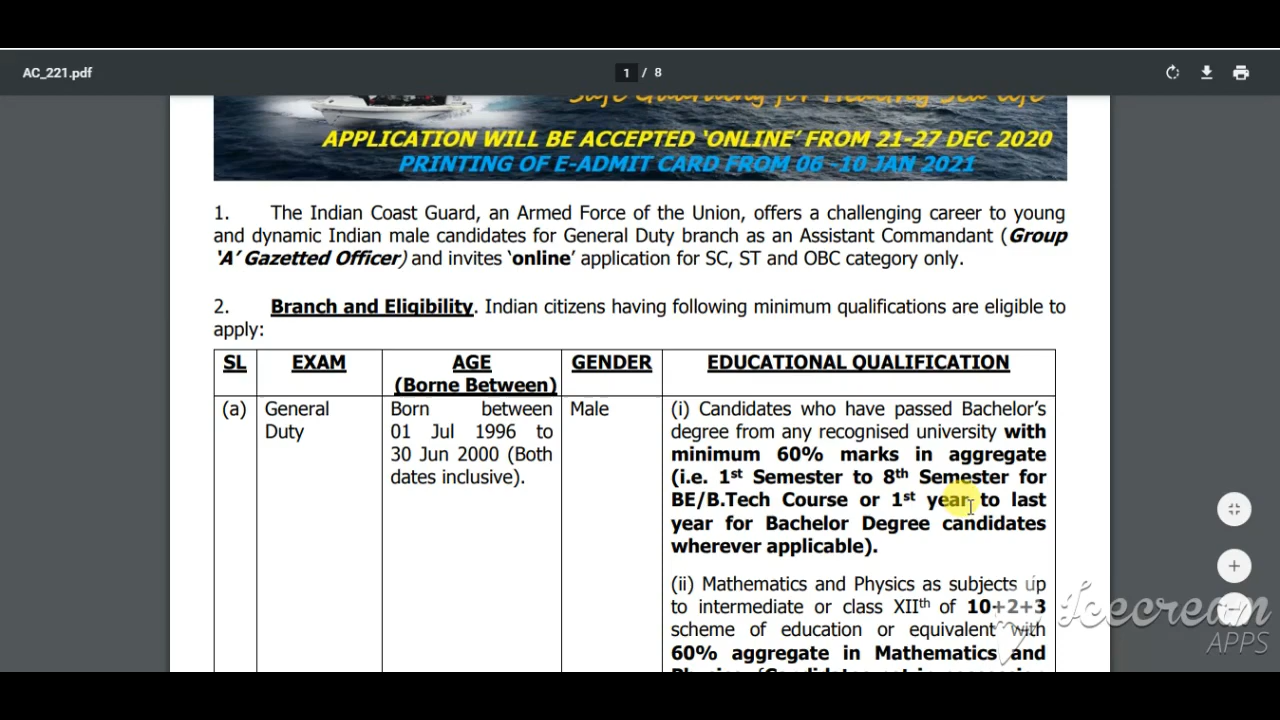 AC_221.pdf
1 / 8
Safe Guarding for
APPLICATION WILL BE ACCEPTED ‘ONLINE’ FROM 21-27 DEC 2020
PRINTING OF E-ADMIT CARD FROM 06 -10 JAN 2021
1. The Indian Coast Guard, an Armed Force of the Union, offers a challenging career to young
and dynamic Indian male candidates for General Duty branch as an Assistant Commandant (Group
‘A’ Gazetted Officer) and invites ‘online’ application for SC, ST and OBC category only.
2. Branch and Eligibility. Indian citizens having following minimum qualifications are eligible to
apply:
SL EXAM AGE GENDER EDUCATIONAL QUALIFICATION
(Borne Between)
(a) General Born between Male (i) Candidates who have passed Bachelor’s
Duty 01 Jul 1996 to degree from any recognised university with
30 Jun 2000 (Both minimum 60% marks in aggregate
dates inclusive). (i.e. 1st Semester to 8th Semester for
BE/B.Tech Course or 1st year to last
year for Bachelor Degree candidates
wherever applicable).
(ii) Mathematics and Physics as subjects up
to intermediate or class XIIth of 10+2+3
scheme of education or equivalent with
60% aggregate in Mathematics and
Physics. (Candidates not in possession
Icecream
APPS